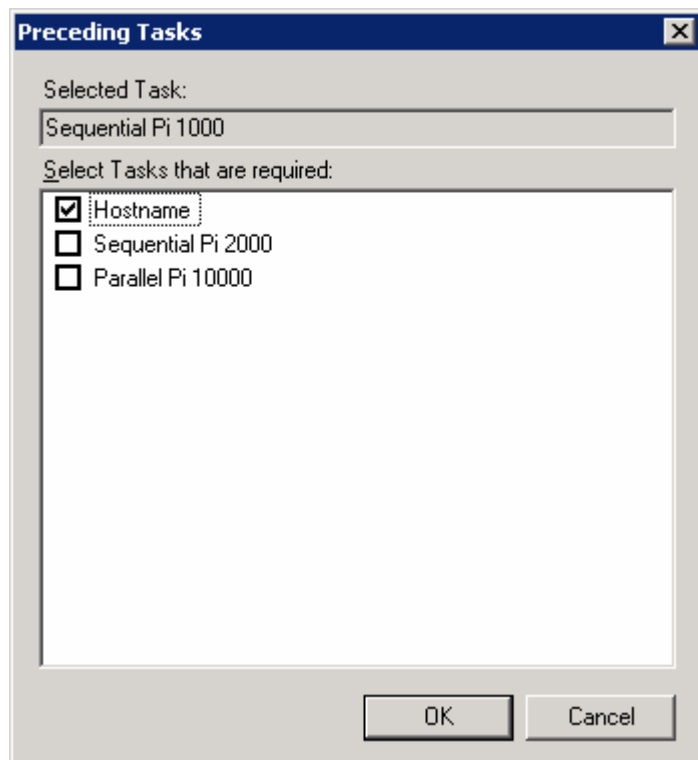 Preceding Tasks
Selected Task:
Sequential Pi 1000
Select Tasks that are required:
Hostname
Sequential Pi 2000
Parallel Pi 10000
OK Cancel